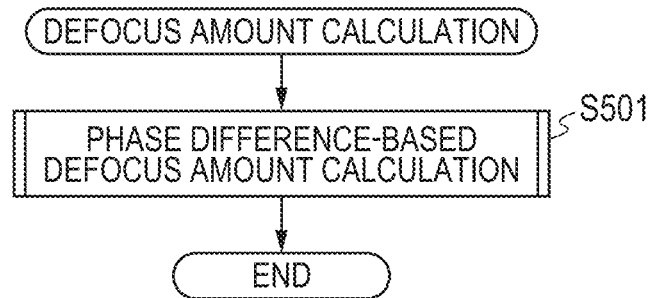 DEFOCUS AMOUNT CALCULATION
PHASE DIFFERENCE-BASED
DEFOCUS AMOUNT CALCULATION
S501
END